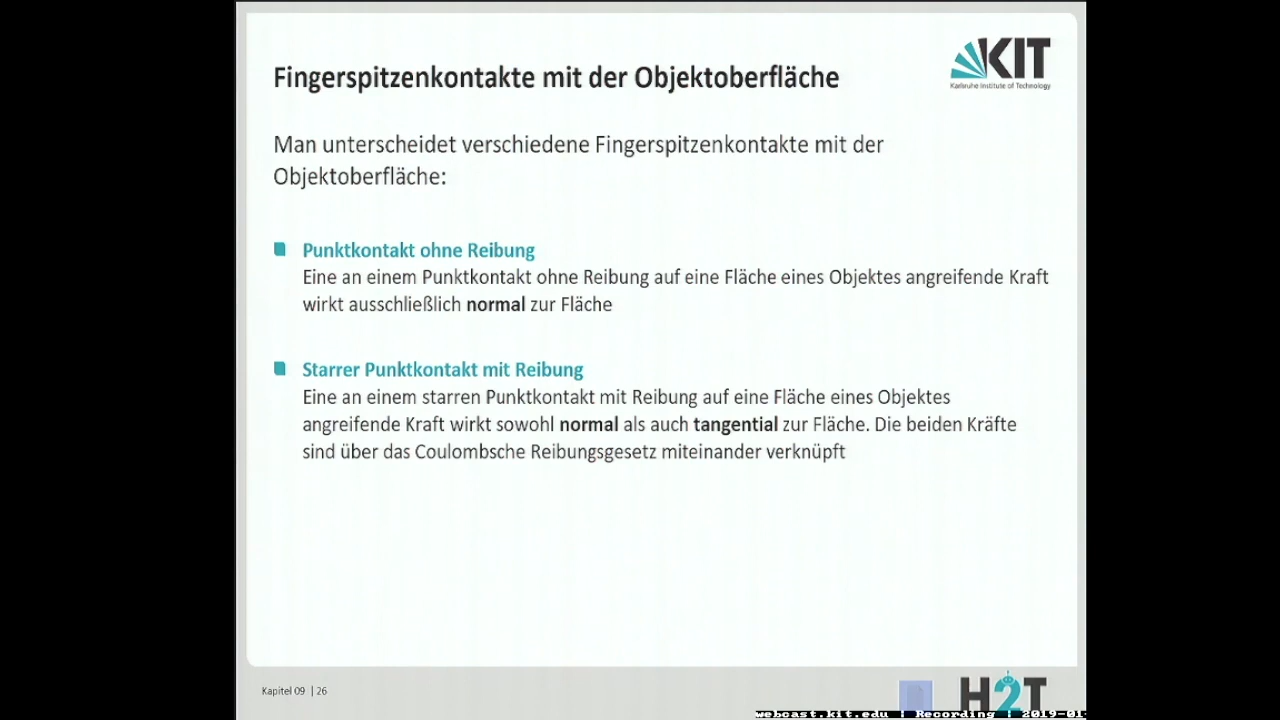 KIT
Karlsruhe Institute of Technology
Fingerspitzenkontakte mit der Objektoberfläche
Man unterscheidet verschiedene Fingerspitzenkontakte mit der
Objektoberfläche:
Punktkontakt ohne Reibung
Eine an einem Punktkontakt ohne Reibung auf eine Fläche eines Objektes angreifende Kraft
wirkt ausschließlich normal zur Fläche
Starrer Punktkontakt mit Reibung
Eine an einem starren Punktkontakt mit Reibung auf eine Fläche eines Objektes
angreifende Kraft wirkt sowohl normal als auch tangential zur Fläche. Die beiden Kräfte
sind über das Coulombsche Reibungsgesetz miteinander verknüpft
Kapitel 09 | 26
H2T
webcast.kit.edu | Recording | 2019-01